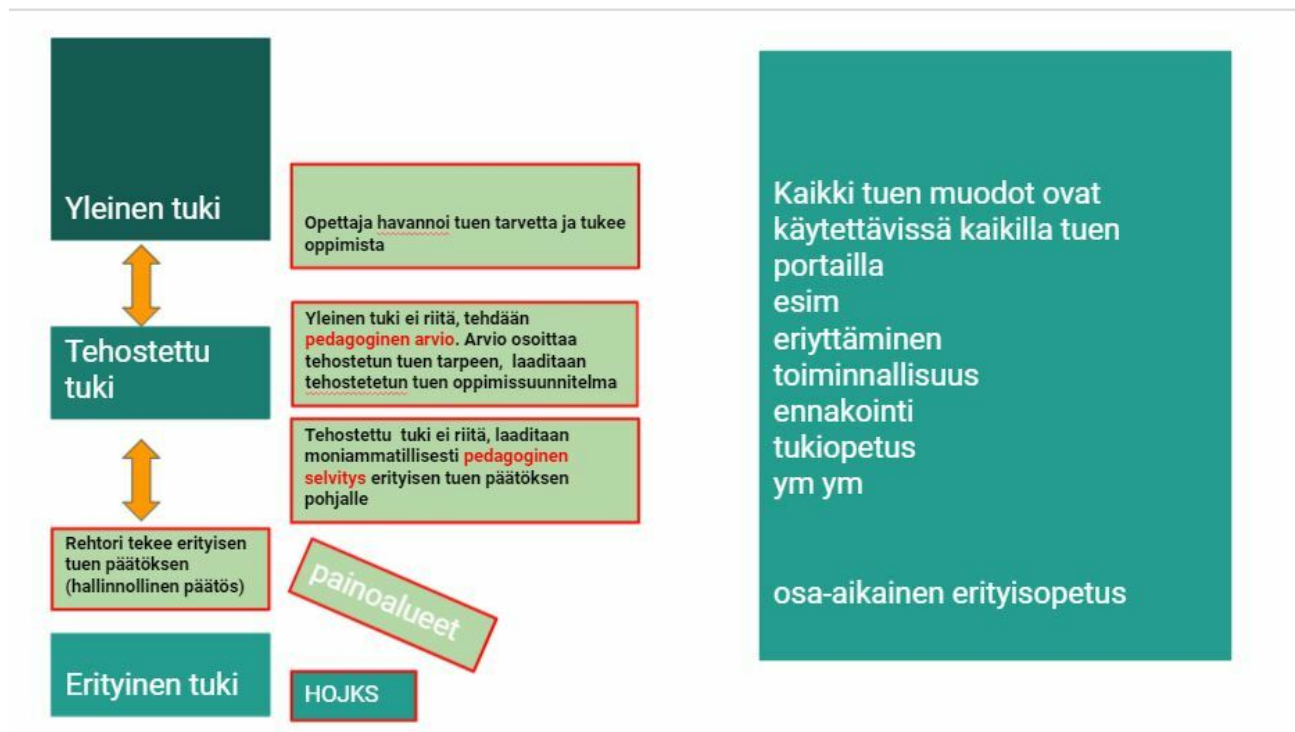 Yleinen tuki
Opettaja havannoi tuen tarvetta ja tukee
oppimista
Tehostettu
tuki
Yleinen tuki ei riitä, tehdään
pedagoginen arvio. Arvio osoittaa
tehostetun tuen tarpeen, laaditaan
tehostetetun tuen oppimissuunnitelma
Tehostettu tuki ei riitä, laaditaan
moniammatillisesti pedagoginen
selvitys erityisen tuen päätöksen
pohjalle
Rehtori tekee erityisen
tuen päätöksen
(hallinnollinen päätös)
painoalueet
Erityinen tuki
HOJKS
Kaikki tuen muodot ovat
käytettävissä kaikilla tuen
portailla
esim
eriyttäminen
toiminnallisuus
ennakointi
tukiopetus
ym ym
osa-aikainen erityisopetus